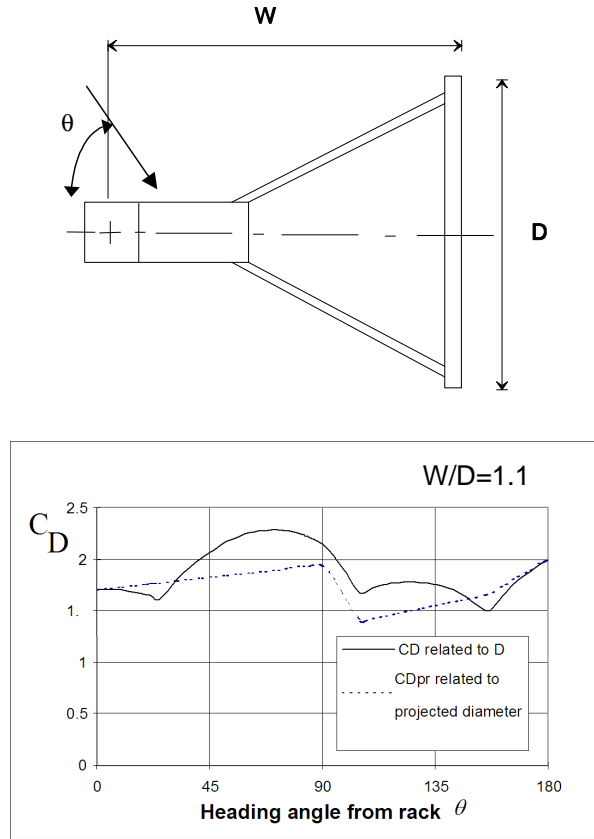 W
θ
D
W/D=1.1
C
D
2.5
2
1.
1
0.5
0
CD related to D
CDpr related to
projected diameter
0 45 90 135 180
Heading angle from rack θ